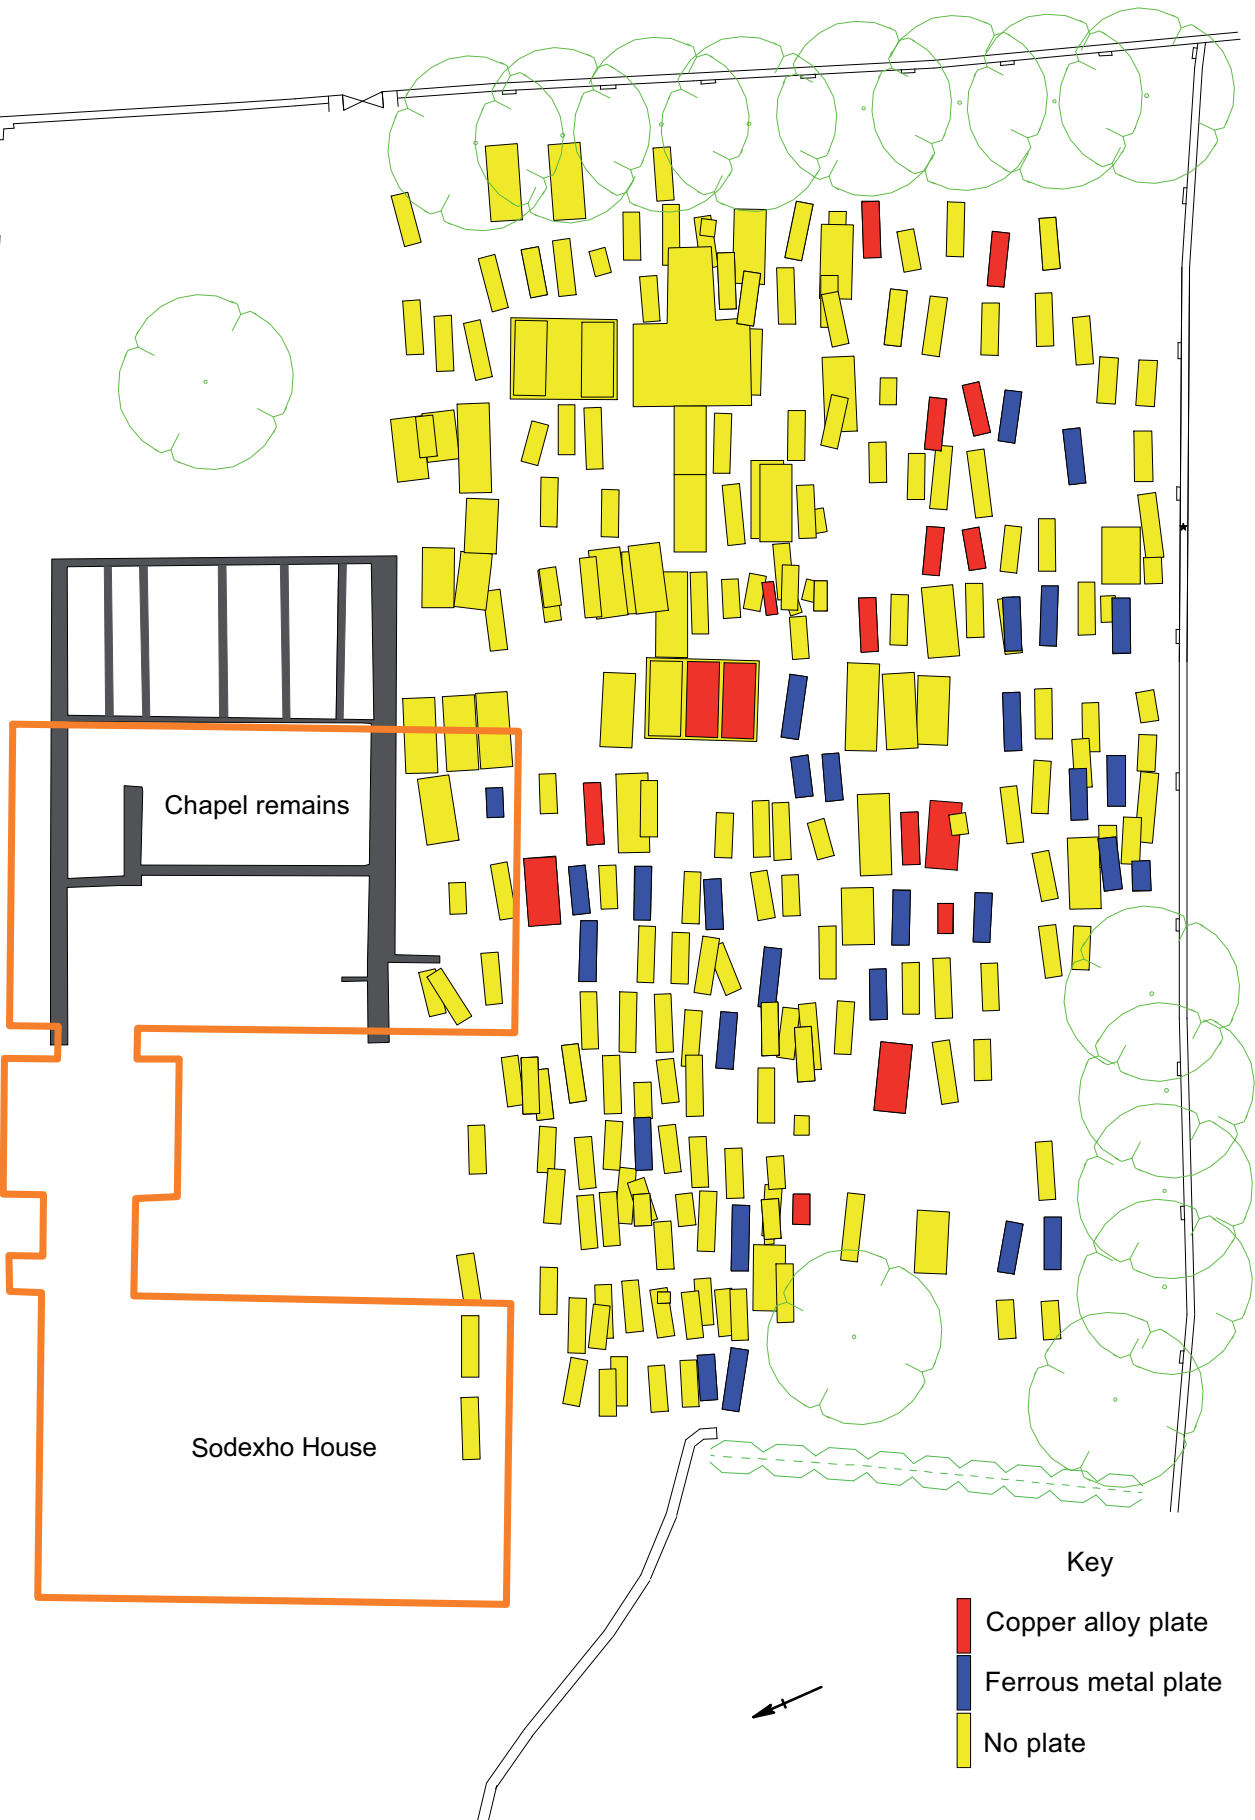 Chapel remains
Sodexho House
Key
Copper alloy plate
Ferrous metal plate
No plate